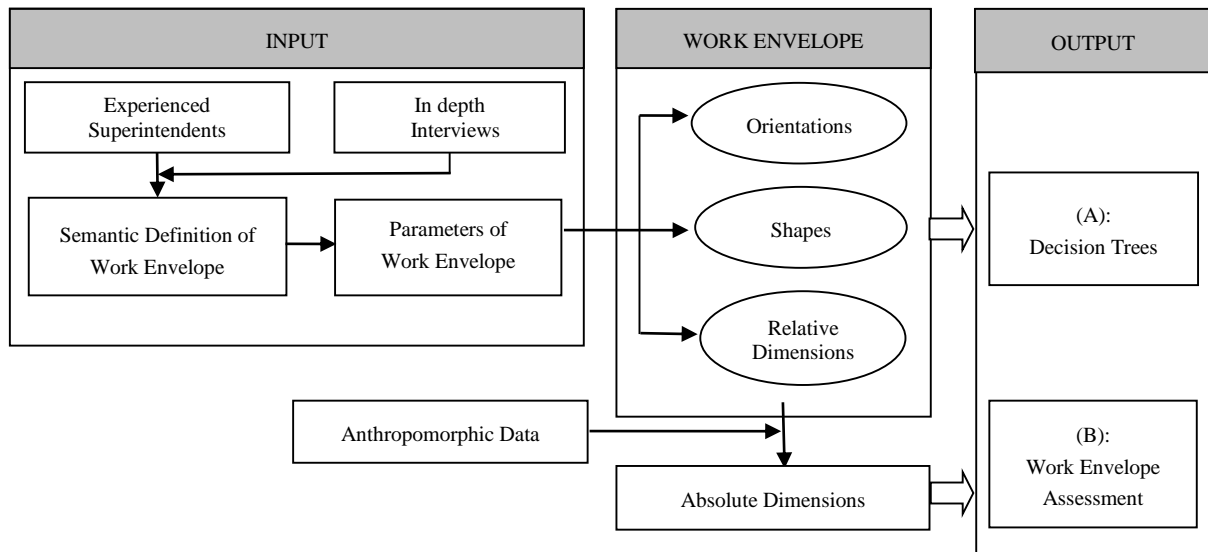 INPUT
Experienced
Superintendents
In depth
Interviews
Semantic Definition of
Work Envelope
Parameters of
Work Envelope
WORK ENVELOPE
Orientations
Shapes
Relative
Dimensions
Anthropomorphic Data
Absolute Dimensions
OUTPUT
(A):
Decision Trees
(B):
Work Envelope
Assessment